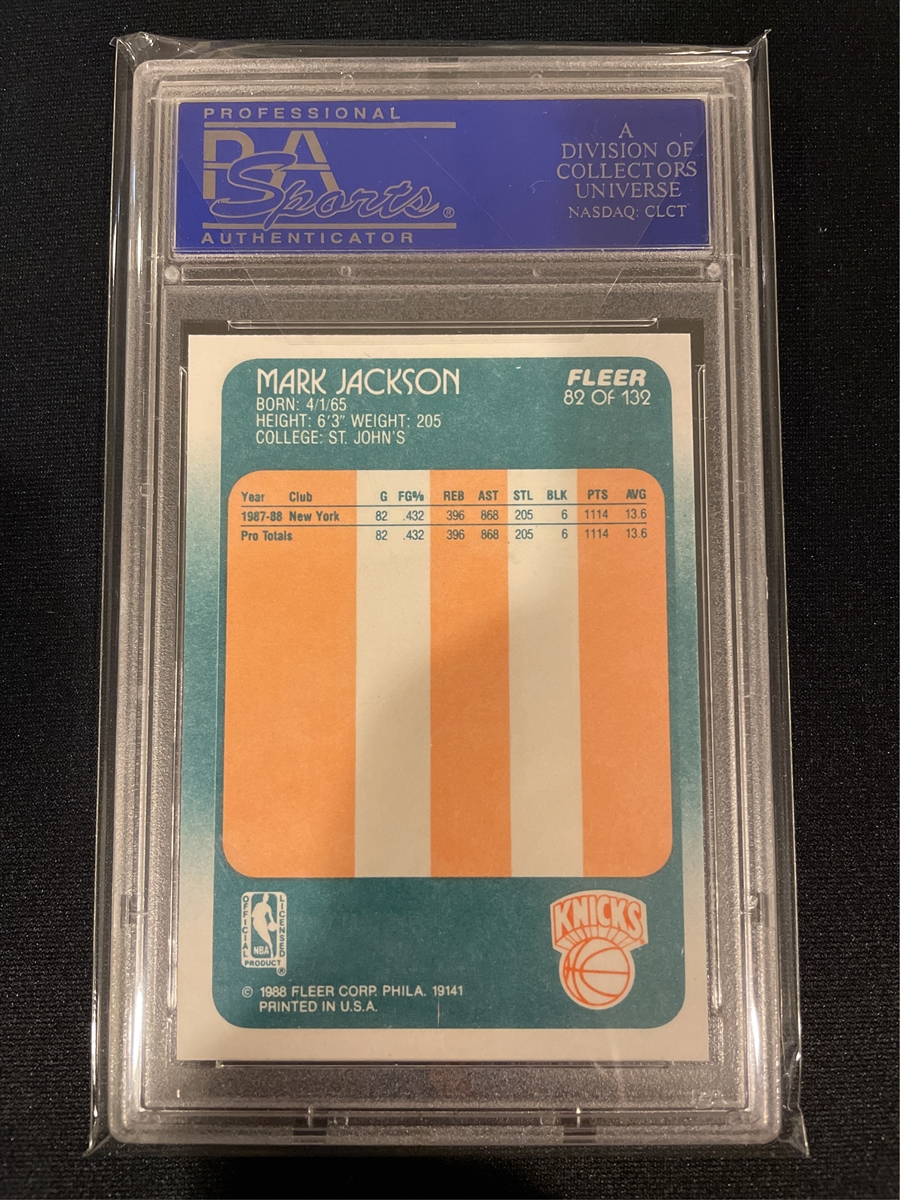 PROFESSIONAL
PSA
Sports®
AUTHENTICATOR
A
DIVISION OF
COLLECTORS
UNIVERSE
NASDAQ: CLCT
MARK JACKSON
BORN: 4/1/65
HEIGHT: 6'3" WEIGHT: 205
COLLEGE: ST. JOHN'S
FLEER
82 OF 132
Year Club G FG% REB AST STL BLK PTS AVG
1987-88 New York 82 .432 396 868 205 6 1114 13.6
Pro Totals 82 .432 396 868 205 6 1114 13.6
OFFICIAL LICENSED
NBA
PRODUCT ®
KNICKS
© 1988 FLEER CORP. PHILA. 19141
PRINTED IN U.S.A.